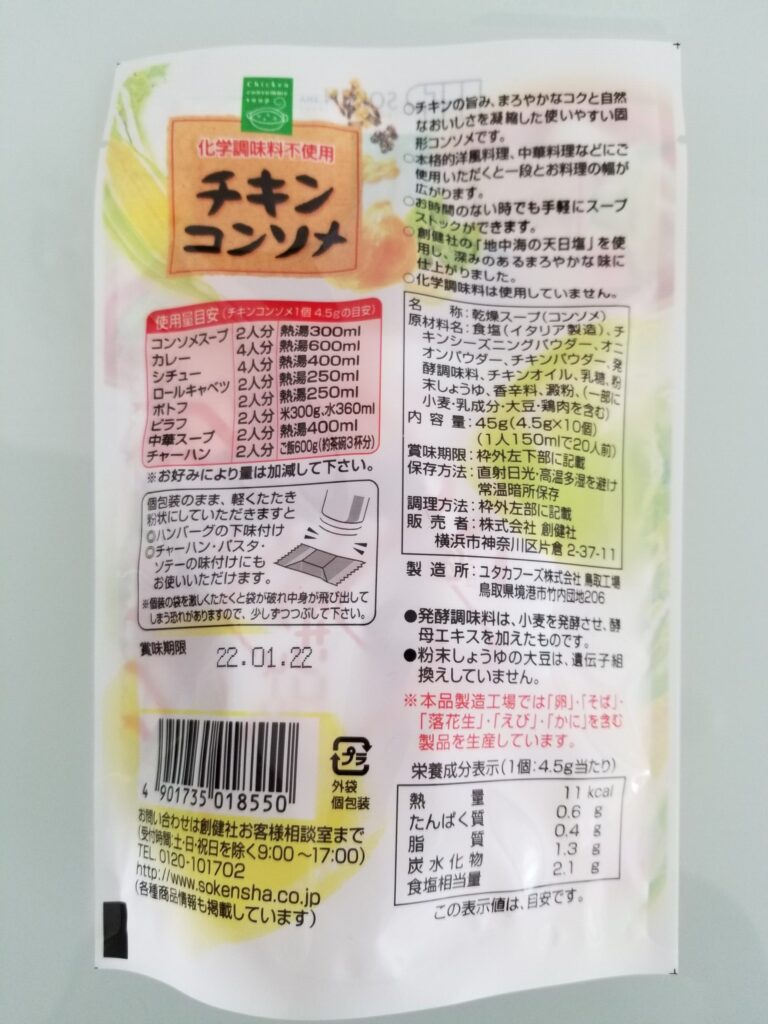 Chicken
consomme
soup
化学調味料不使用
チキン
コンソメ
○チキンの旨み、まろやかなコクと自然
なおいしさを凝縮した使いやすい固
形コンソメです。
○本格的洋風料理、中華料理などにご
使用いただくと一段とお料理の幅が
広がります。
○お時間のない時でも手軽にスープ
ストックができます。
○創健社の「地中海の天日塩」を使
用し、深みのあるまろやかな味に
仕上がりました。
○化学調味料は使用していません。
使用量目安(チキンコンソメ1個 4.5gの目安)
コンソメスープ 2人分 熱湯300ml
カレー 4人分 熱湯600ml
シチュー 4人分 熱湯400ml
ロールキャベツ 2人分 熱湯250ml
ポトフ 2人分 熱湯250ml
ピラフ 2人分 米300g、水360ml
中華スープ 2人分 熱湯400ml
チャーハン 2人分 ご飯600g(約茶碗3杯分)
※お好みにより量は加減して下さい。
個包装のまま、軽くたたき
粉状にしていただきますと
◎ハンバーグの下味付け
◎チャーハン・パスタ・
ソテーの味付けにも
お使いいただけます。
※個装の袋を激しくたたくと袋が破れ中身が飛び出して
しまう恐れがありますので、少しずつつぶして下さい。
賞味期限 22.01.22
4 901735 018550
プラ
外袋
個包装
お問い合わせは創健社お客様相談室まで
(受付時間:土・日・祝日を除く9:00～17:00)
TEL 0120-101702
http://www.sokensha.co.jp
(各種商品情報も掲載しています)
名称:乾燥スープ(コンソメ)
原材料名:食塩(イタリア製造)、チ
キンシーズニングパウダー、オニ
オンパウダー、チキンパウダー、発
酵調味料、チキンオイル、乳糖、粉
末しょうゆ、香辛料、澱粉、(一部に
小麦・乳成分・大豆・鶏肉を含む)
内容量:45g(4.5g×10個)
(1人150mlで20人前)
賞味期限:枠外左下部に記載
保存方法:直射日光・高温多湿を避け
常温暗所保存
調理方法:枠外左部に記載
販売者:株式会社 創健社
横浜市神奈川区片倉 2-37-11
製造所:ユタカフーズ株式会社 鳥取工場
鳥取県境港市竹内団地206
●発酵調味料は、小麦を発酵させ、酵
母エキスを加えたものです。
●粉末しょうゆの大豆は、遺伝子組
換えしていません。
※本品製造工場では「卵」・「そば」・
「落花生」・「えび」・「かに」を含む
製品を生産しています。
栄養成分表示(1個:4.5g当たり)
熱量 11 kcal
たんぱく質 0.6 g
脂質 0.4 g
炭水化物 1.3 g
食塩相当量 2.1 g
この表示値は、目安です。